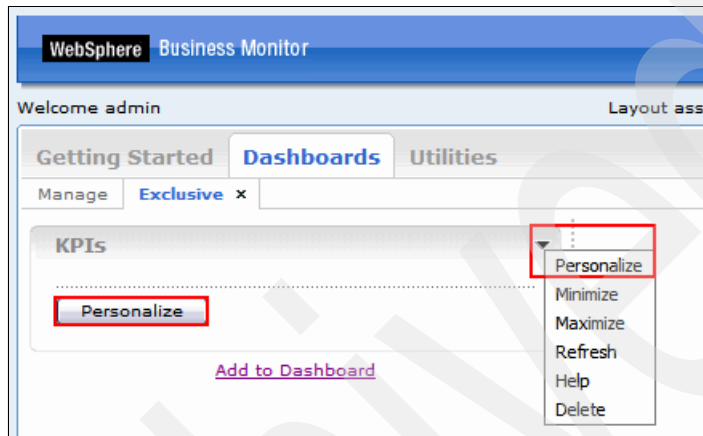 WebSphere Business Monitor
Welcome admin Layout ass
Getting Started Dashboards Utilities
Manage Exclusive x
KPIs
Personalize
Minimize
Personalize
Maximize
Refresh
Add to Dashboard
Help
Delete